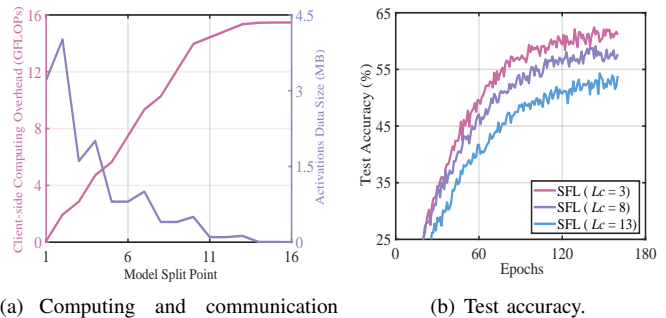 Client-side Computing Overhead (GFLOPs)
16
12
8
4
0
4.5
3
1.5
0
Activations Data Size (MB)
1
6
11
16
Model Split Point
(a) Computing and communication
Test Accuracy (%)
65
55
45
35
25
0
60
120
180
Epochs
SFL ( Lc = 3)
SFL ( Lc = 8)
SFL ( Lc = 13)
(b) Test accuracy.